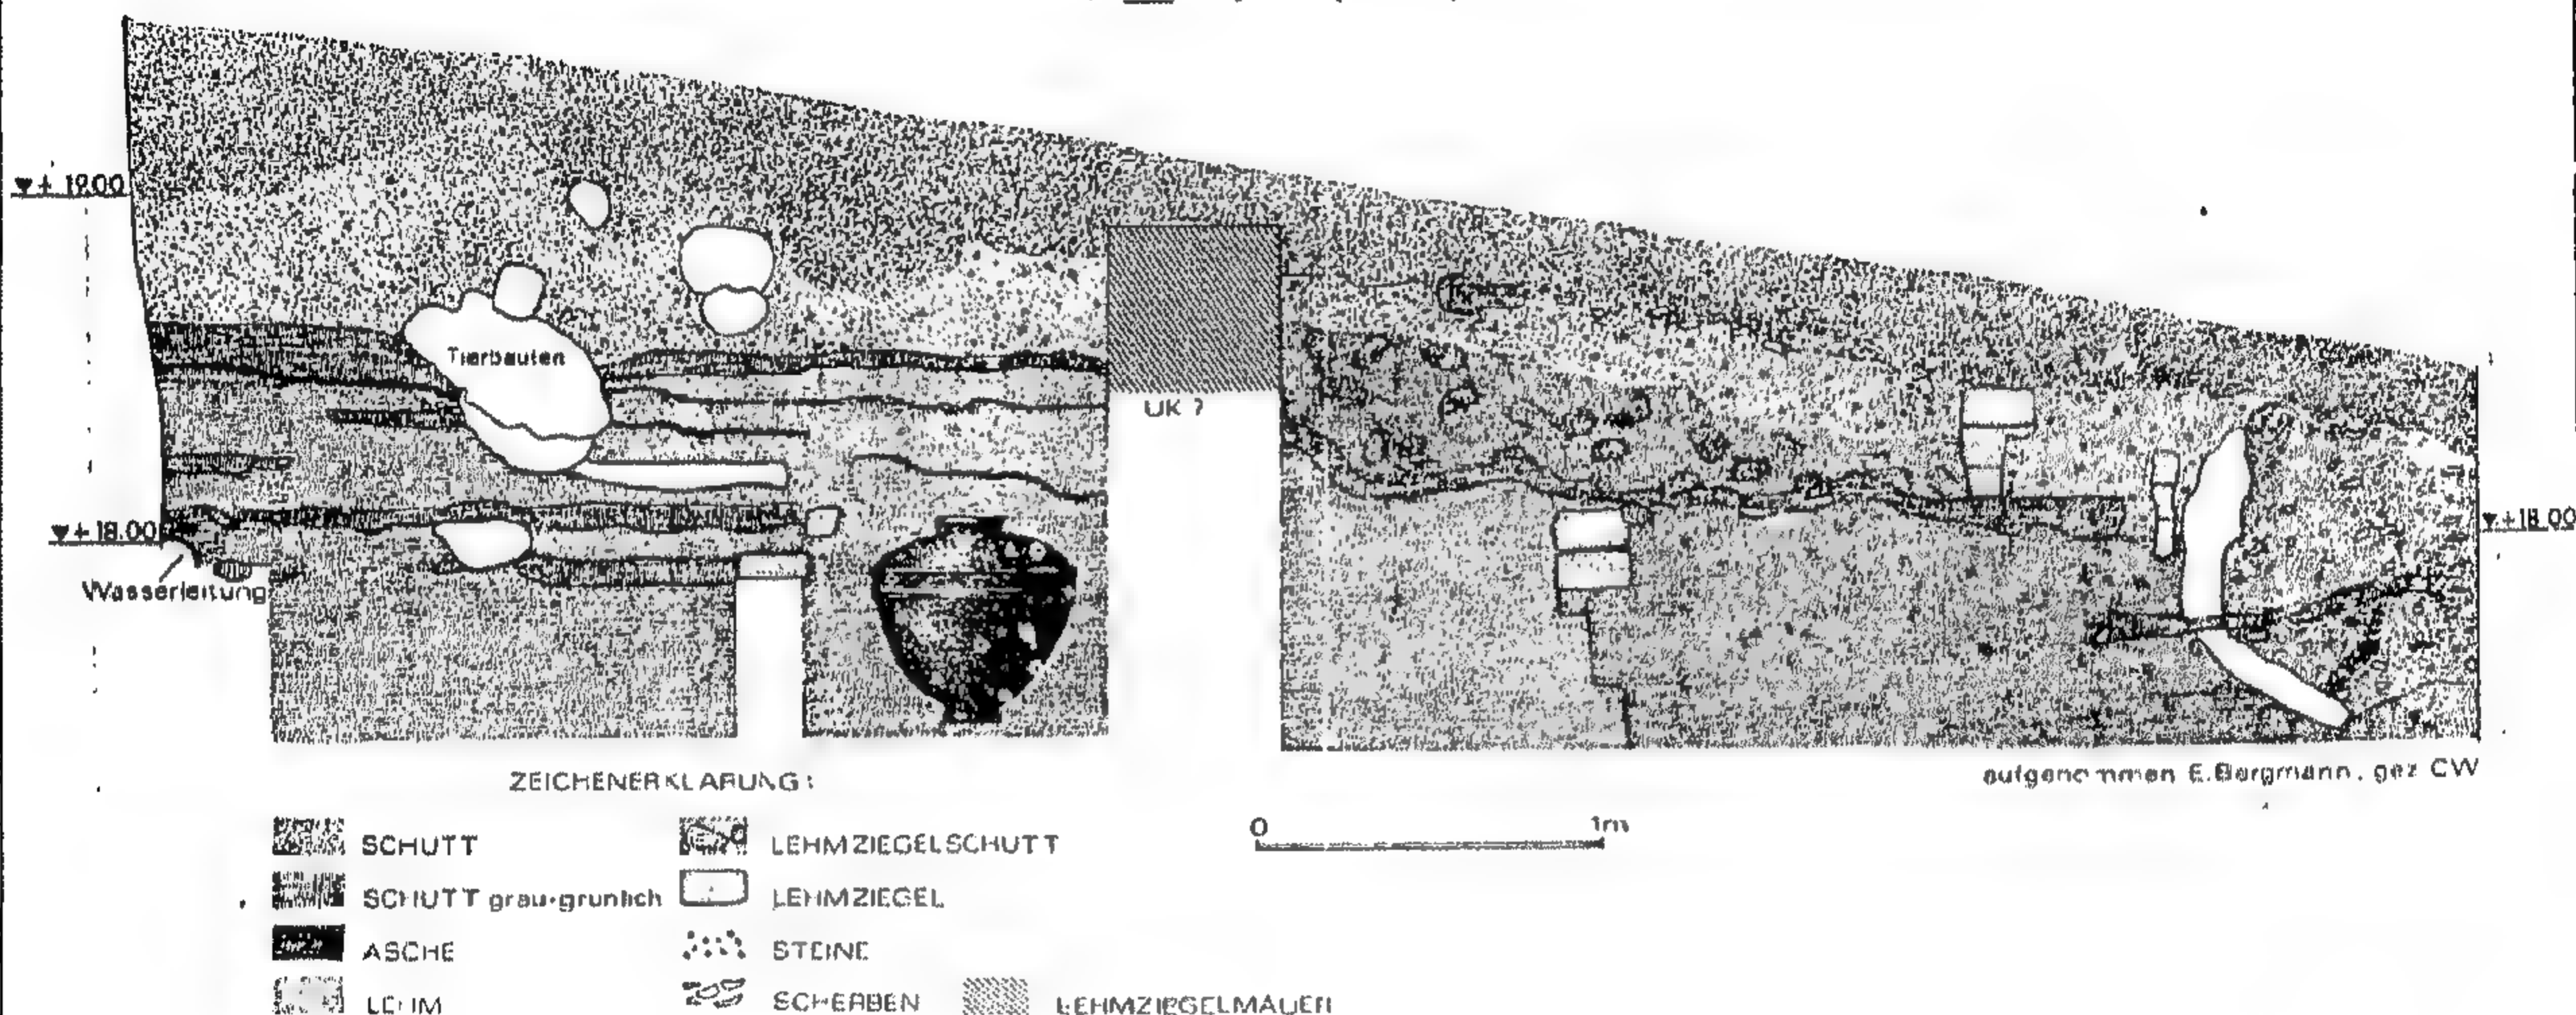 ▼+ 19.00
Tierbauten
UK ?
▼+18.00
▼+18.00
Wasserleitung
ZEICHENERKLARUNG:
aufgenommen E.Bergmann, gez CW
0 1m
SCHUTT
LEHMZIEGELSCHUTT
SCHUTT grau-grunlich
LEHMZIEGEL
ASCHE
STEINE
LEHM
SCHERBEN
LEHMZIEGELMAUER